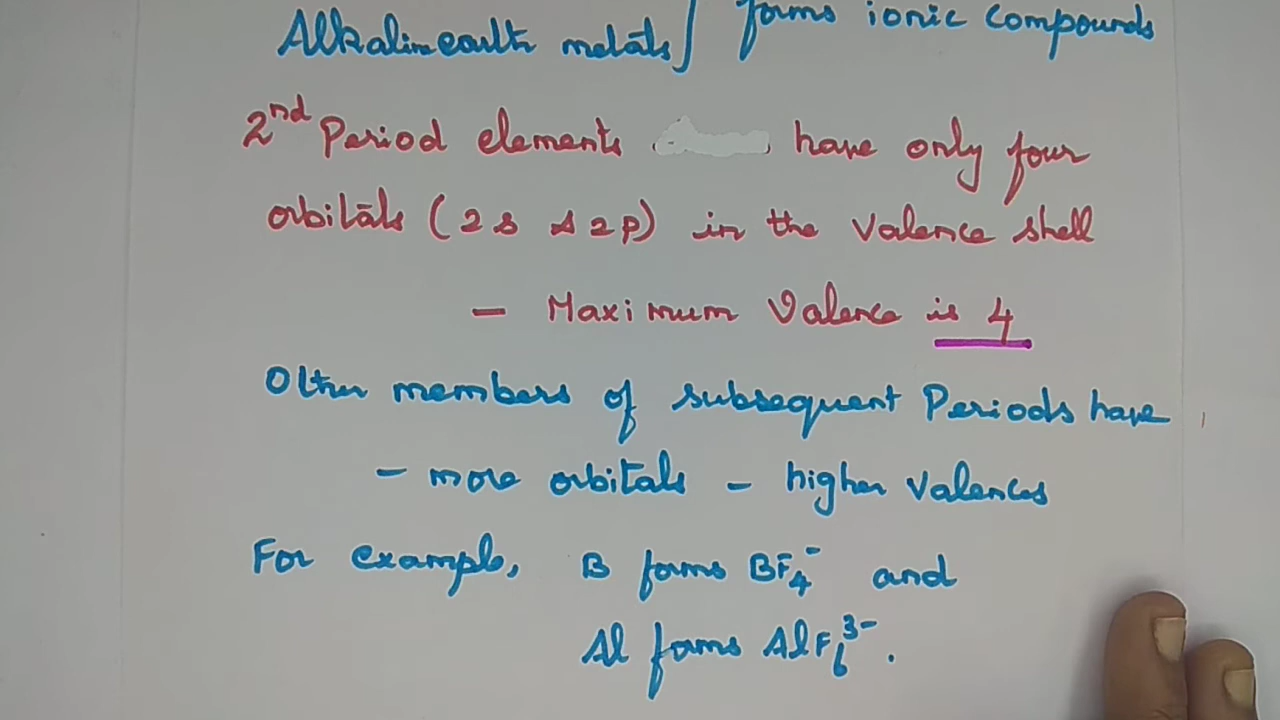 Alkaline earth metals] forms ionic compounds
2nd Period elements have only four
orbitals (2s & 2p) in the valence shell
- Maximum Valence is 4
Other members of subsequent Periods have
- more orbitals - higher valences
For example, B forms BF4⁻ and
Al forms AlF6³⁻.